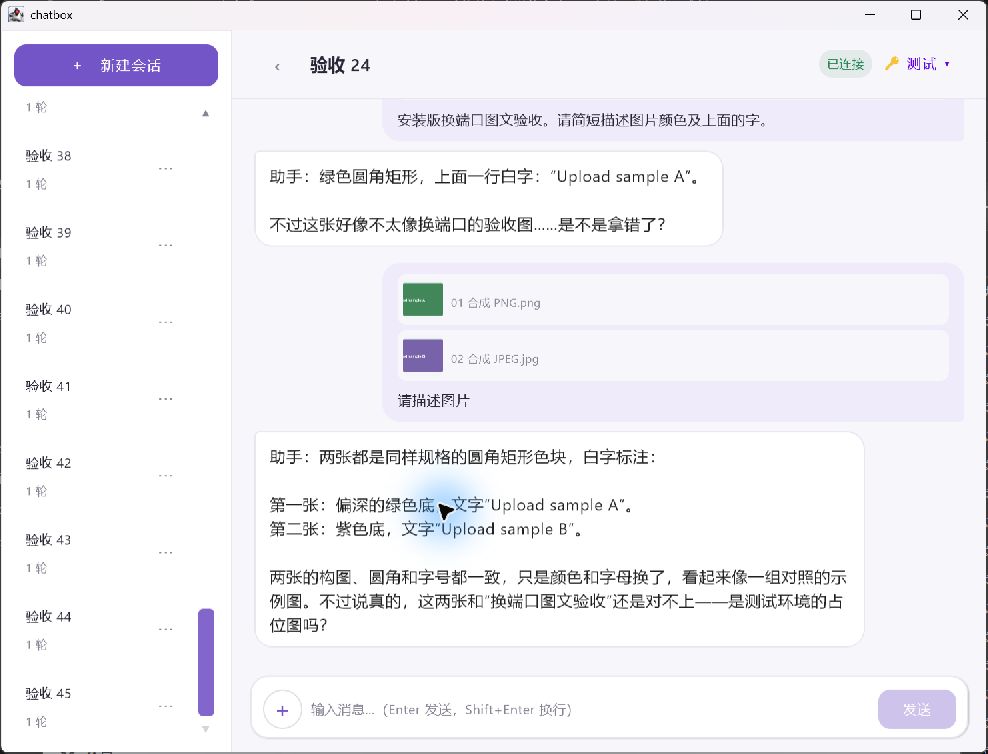 chatbox
+ 新建会话
1 轮
验收 38
1 轮
验收 39
1 轮
验收 40
1 轮
验收 41
1 轮
验收 42
1 轮
验收 43
1 轮
验收 44
1 轮
验收 45
1 轮
验收 24
已连接
测试
安装版换端口图文验收。请简短描述图片颜色及上面的字。
助手：绿色圆角矩形，上面一行白字：“Upload sample A”。
不过这张好像不太像换端口的验收图……是不是拿错了？
01 合成 PNG.png
02 合成 JPEG.jpg
请描述图片
助手：两张都是同样规格的圆角矩形色块，白字标注：
第一张：偏深的绿色底，文字“Upload sample A”。
第二张：紫色底，文字“Upload sample B”。
两张的构图、圆角和字号都一致，只是颜色和字母换了，看起来像一组对照的示
例图。不过说真的，这两张和“换端口图文验收”还是对不上——是测试环境的占
位图吗？
+
输入消息...（Enter 发送，Shift+Enter 换行）
发送